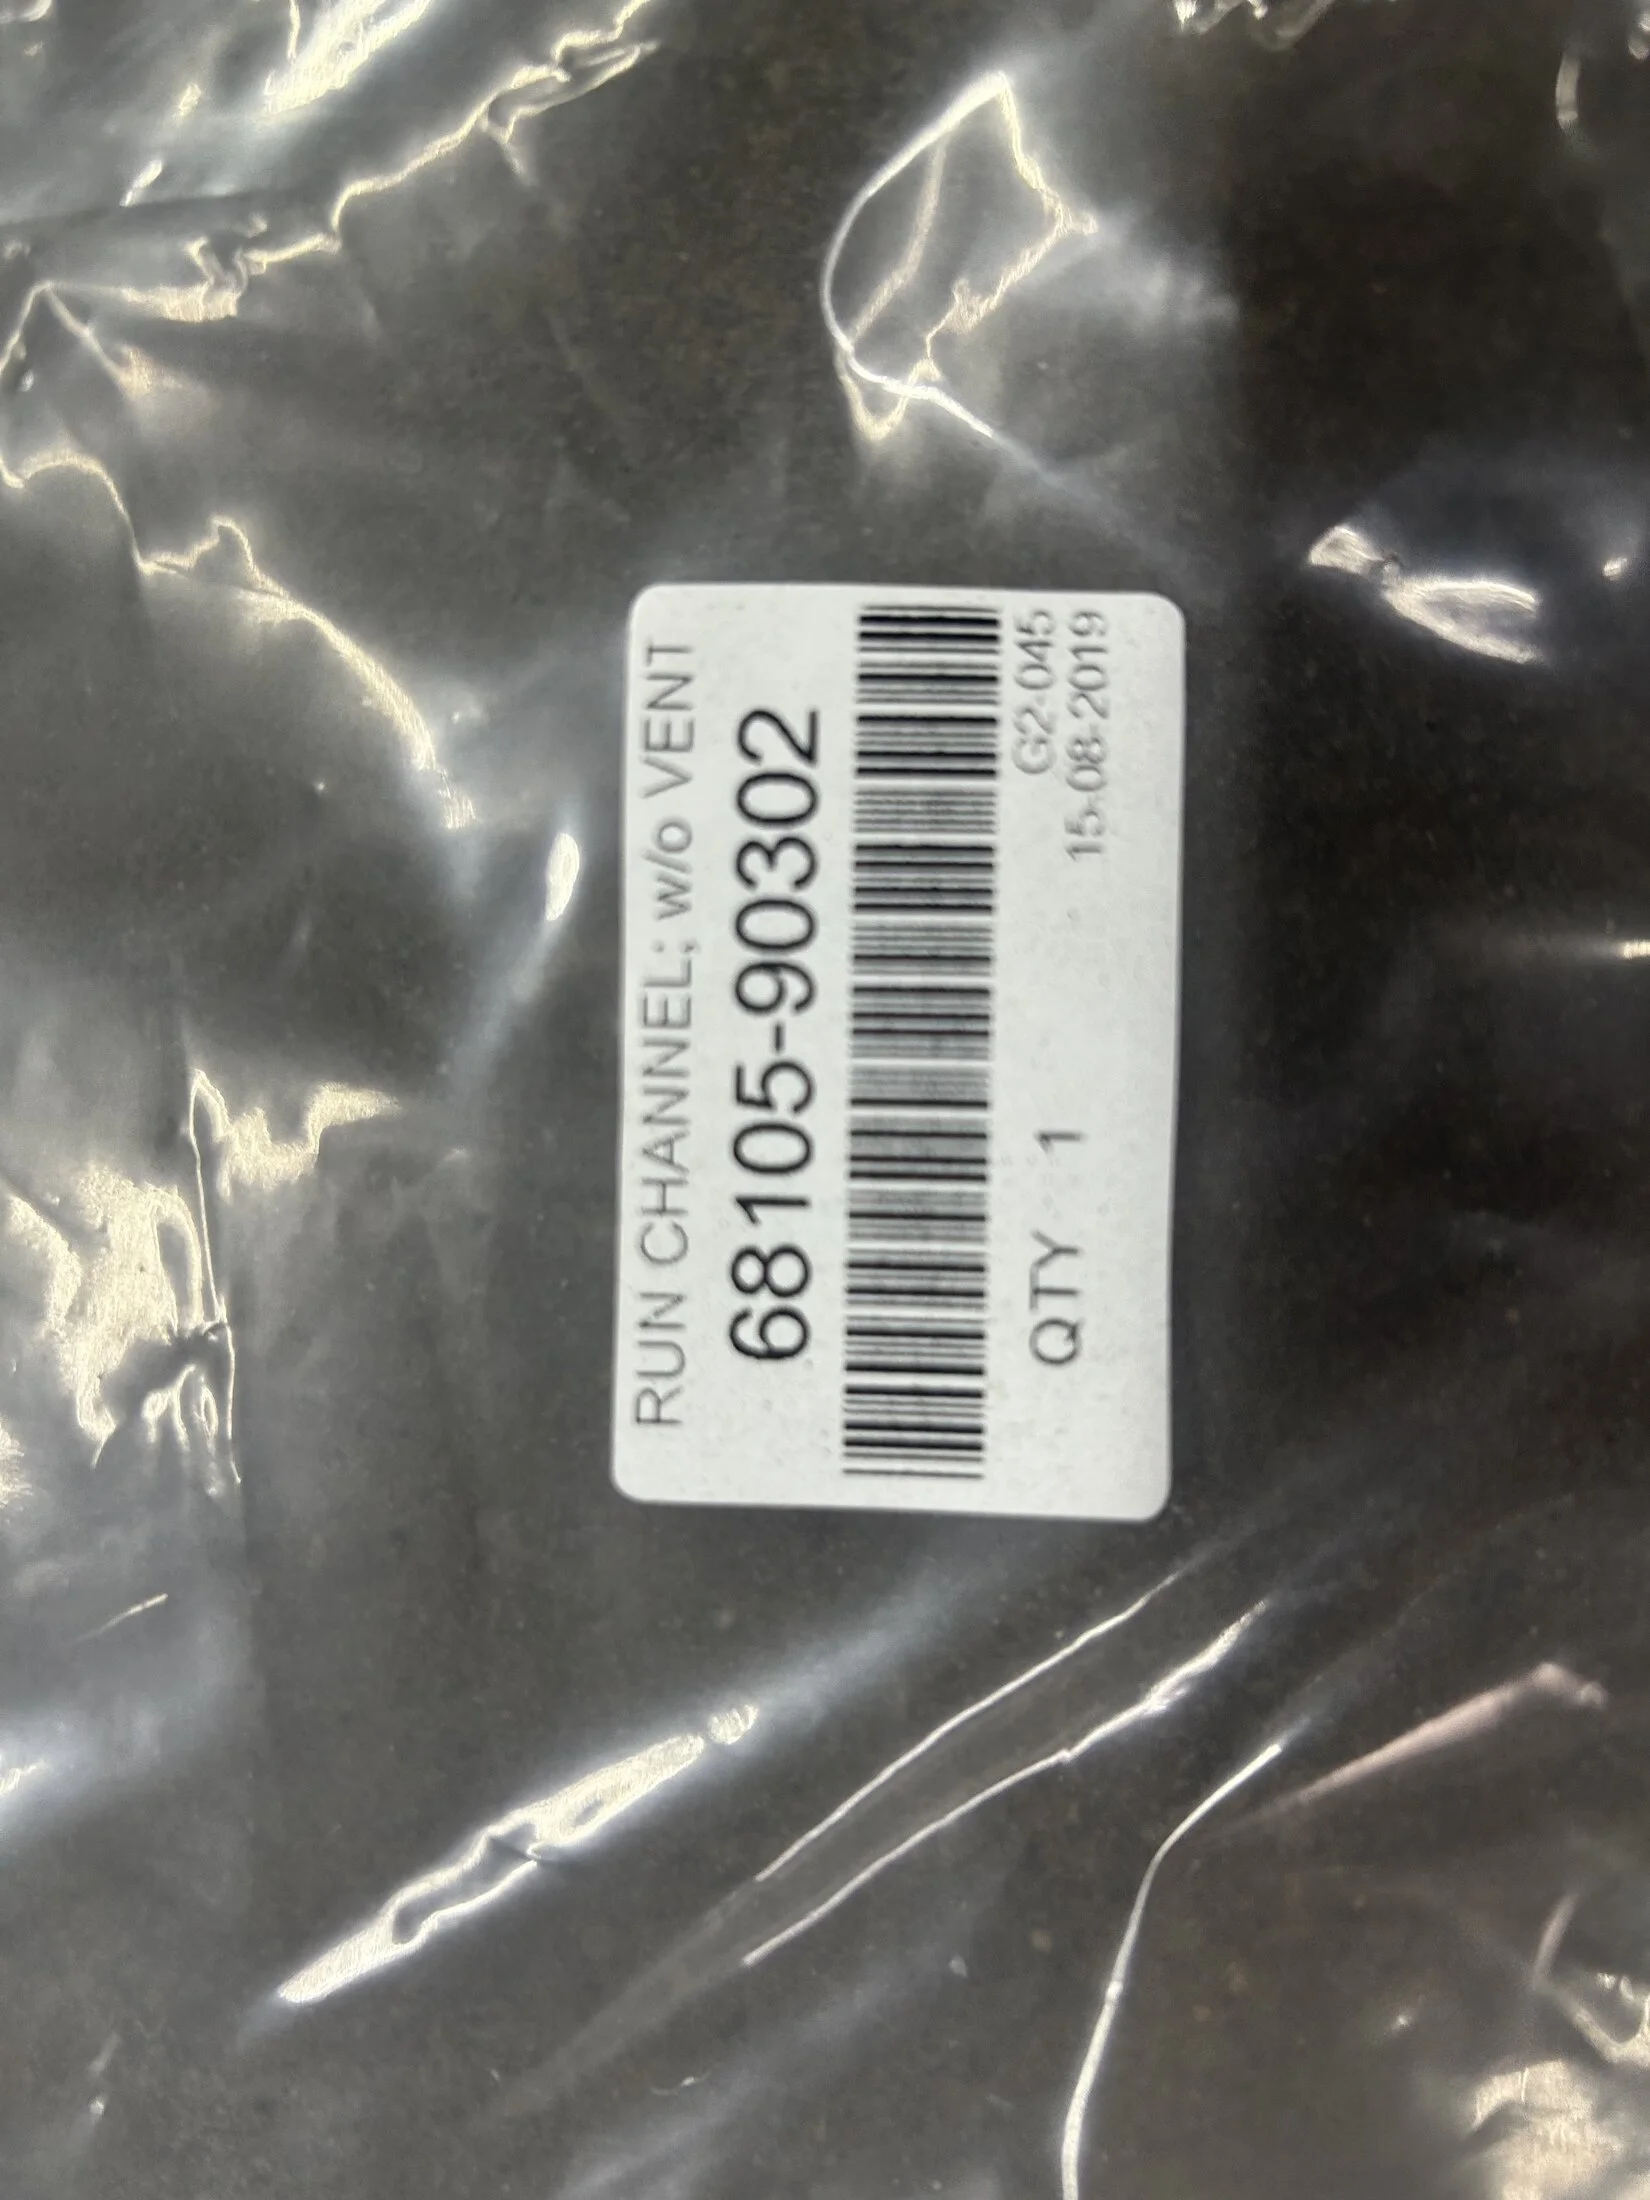 RUN CHANNEL; w/o VENT
68105-90302
G2-045
QTY 1
15-08-2019